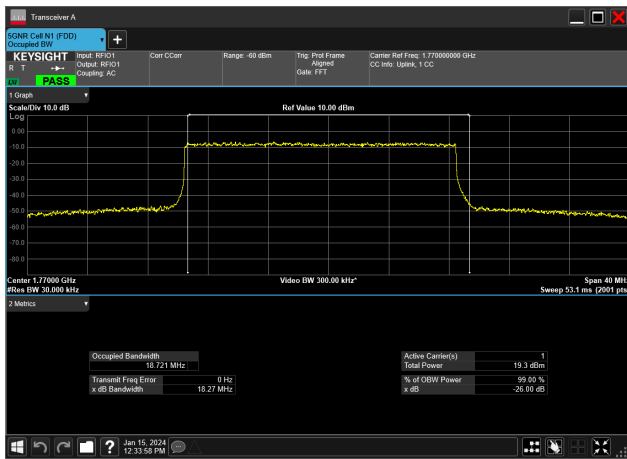 Transceiver A
5GNR Cell N1 (FDD)
Occupied BW
KEYSIGHT
R T
PASS
Input: RFIO1
Output: RFIO1
Coupling: AC
Corr CCorr
Range: -60 dBm
Trig: Prot Frame
Aligned
Gate: FFT
Carrier Ref Freq: 1.770000000 GHz
CC Info: Uplink, 1 CC
1 Graph
Scale/Div 10.0 dB
Ref Value 10.00 dBm
Log
0.00
-10.0
-20.0
-30.0
-40.0
-50.0
-60.0
-70.0
-80.0
Center 1.77000 GHz
Video BW 300.00 kHz*
Span 40 MH
#Res BW 30.000 kHz
Sweep 53.1 ms (2001 pts
2 Metrics
Occupied Bandwidth
18.721 MHz
Transmit Freq Error 0 Hz
x dB Bandwidth 18.27 MHz
Active Carrier(s) 1
Total Power 19.3 dBm
% of OBW Power 99.00 %
x dB -26.00 dB
?
Jan 15, 2024
12:33:58 PM